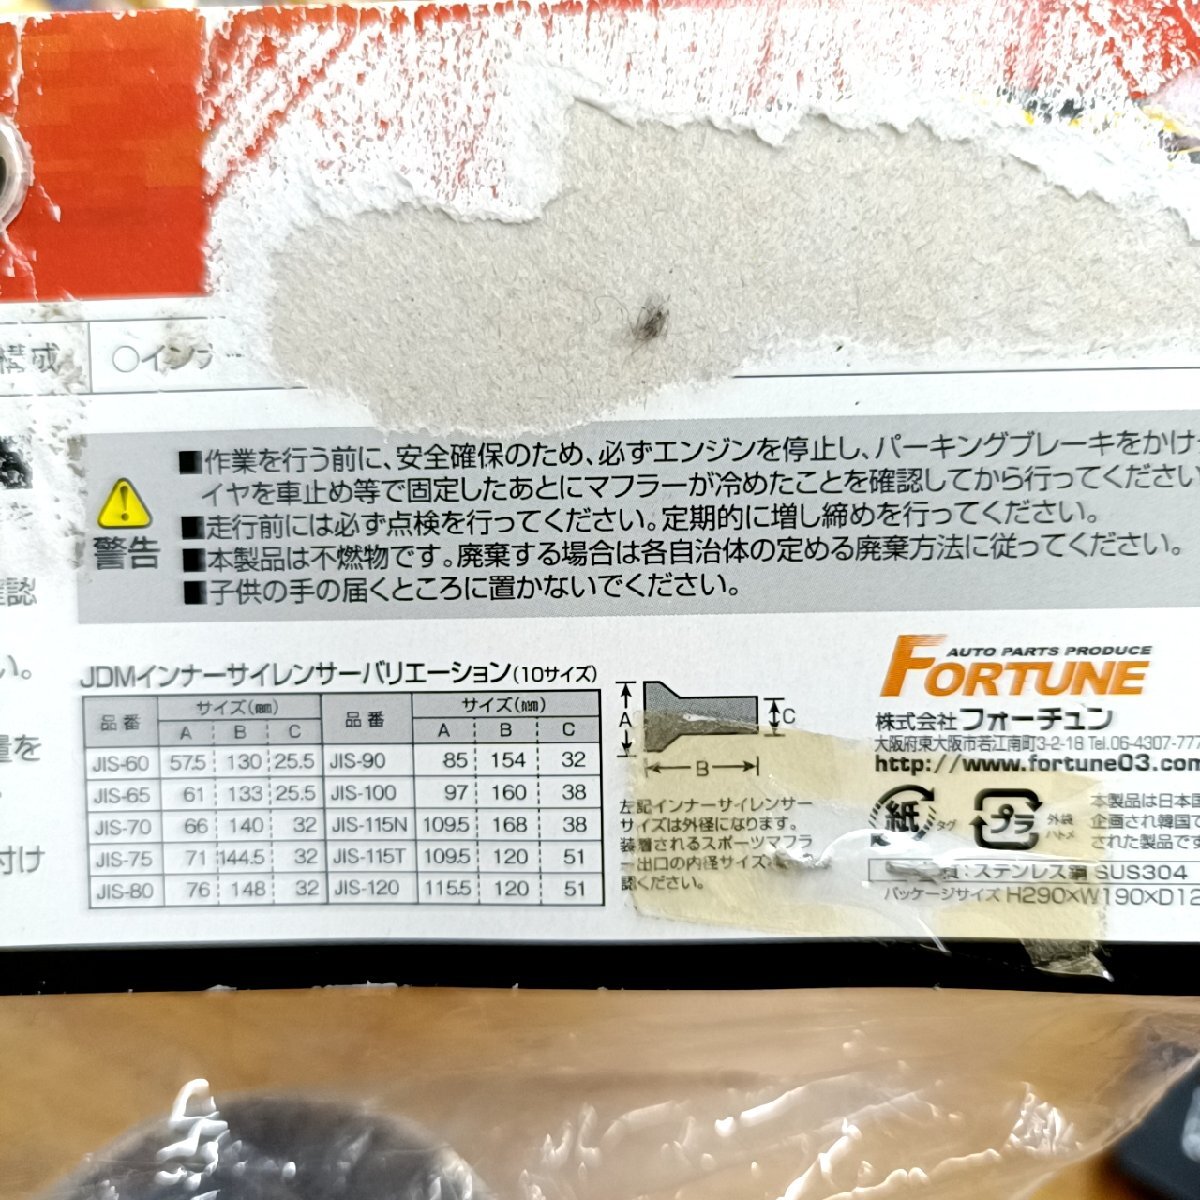 構成
○インナー
警告
■作業を行う前に、安全確保のため、必ずエンジンを停止し、パーキングブレーキをかけ
イヤを車止め等で固定したあとにマフラーが冷めたことを確認してから行ってください
■走行前には必ず点検を行ってください。定期的に増し締めを行ってください。
■本製品は不燃物です。廃棄する場合は各自治体の定める廃棄方法に従ってください。
■子供の手の届くところに置かないでください。
認
い。
量を
付け
JDMインナーサイレンサーバリエーション(10サイズ)
品番 サイズ(mm) 品番 サイズ(mm)
A B C A B C
JIS-60 57.5 130 25.5 JIS-90 85 154 32
JIS-65 61 133 25.5 JIS-100 97 160 38
JIS-70 66 140 32 JIS-115N 109.5 168 38
JIS-75 71 144.5 32 JIS-115T 109.5 120 51
JIS-80 76 148 32 JIS-120 115.5 120 51
A
B
C
左記インナーサイレンサー
サイズは外径になります。
装着されるスポーツマフラ
ー出口の内径サイズ
認ください。
AUTO PARTS PRODUCE
FORTUNE
株式会社フォーチュン
大阪府東大阪市若江南町3-2-18 Tel.06-4307-777
http://www.fortune03.com
紙
タグ
プラ
外袋
ハトメ
本製品は日本国
企画され韓国で
された製品です
質：ステンレス鋼 SUS304
パッケージサイズ H290×W190×D12